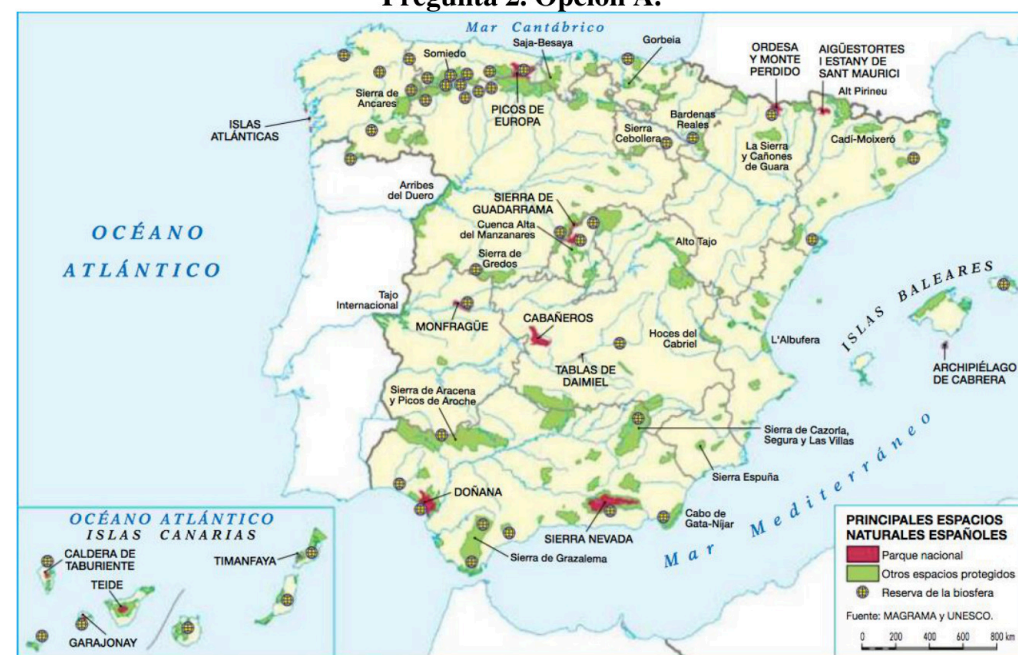 Pregunta 2. Opción A.
Mar Cantábrico
Saja-Besaya
Gorbeia
Somiedo
ORDESA
Y MONTE
PERDIDO
AIGÜESTORTES
I ESTANY DE
SANT MAURICI
Alt Pirineu
Sierra de
Ancares
PICOS DE
EUROPA
ISLAS
ATLÁNTICAS
Sierra
Cebollera
Bardenas
Reales
La Sierra
y Cañones
de Guara
Cadí-Moixeró
Arribes
del Duero
SIERRA DE
GUADARRAMA
Cuenca Alta
del Manzanares
Sierra de
Gredos
Alto Tajo
OCÉANO
ATLÁNTICO
Tajo
Internacional
MONFRAGÜE
CABAÑEROS
Hoces del
Cabriel
L'Albufera
ISLAS BALEARES
ARCHIPIÉLAGO
DE CABRERA
TABLAS DE
DAIMIEL
Sierra de Aracena
y Picos de Aroche
Sierra de Cazorla,
Segura y Las Villas
Sierra Espuña
Mar Mediterráneo
DOÑANA
SIERRA NEVADA
Cabo de
Gata-Níjar
Sierra de Grazalema
OCÉANO ATLÁNTICO
ISLAS CANARIAS
CALDERA DE
TABURIENTE
TIMANFAYA
TEIDE
GARAJONAY
PRINCIPALES ESPACIOS
NATURALES ESPAÑOLES
Parque nacional
Otros espacios protegidos
Reserva de la biosfera
Fuente: MAGRAMA y UNESCO.
0 200 400 600 800 km